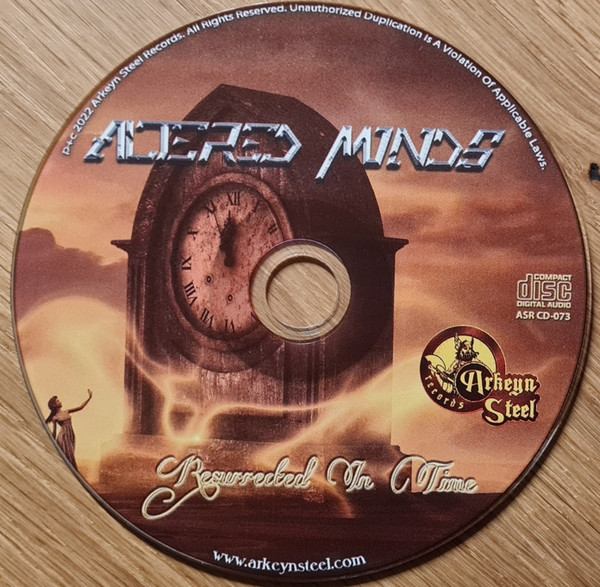 p+c 2022 Arkeyn Steel Records. All Rights Reserved. Unauthorized Duplication Is A Violation Of Applicable Laws.
ALTERED MINDS
XII
COMPACT
disc
DIGITAL AUDIO
ASR CD-073
Arkeyn
Steel
records
Resurrected In Time
www.arkeynsteel.com